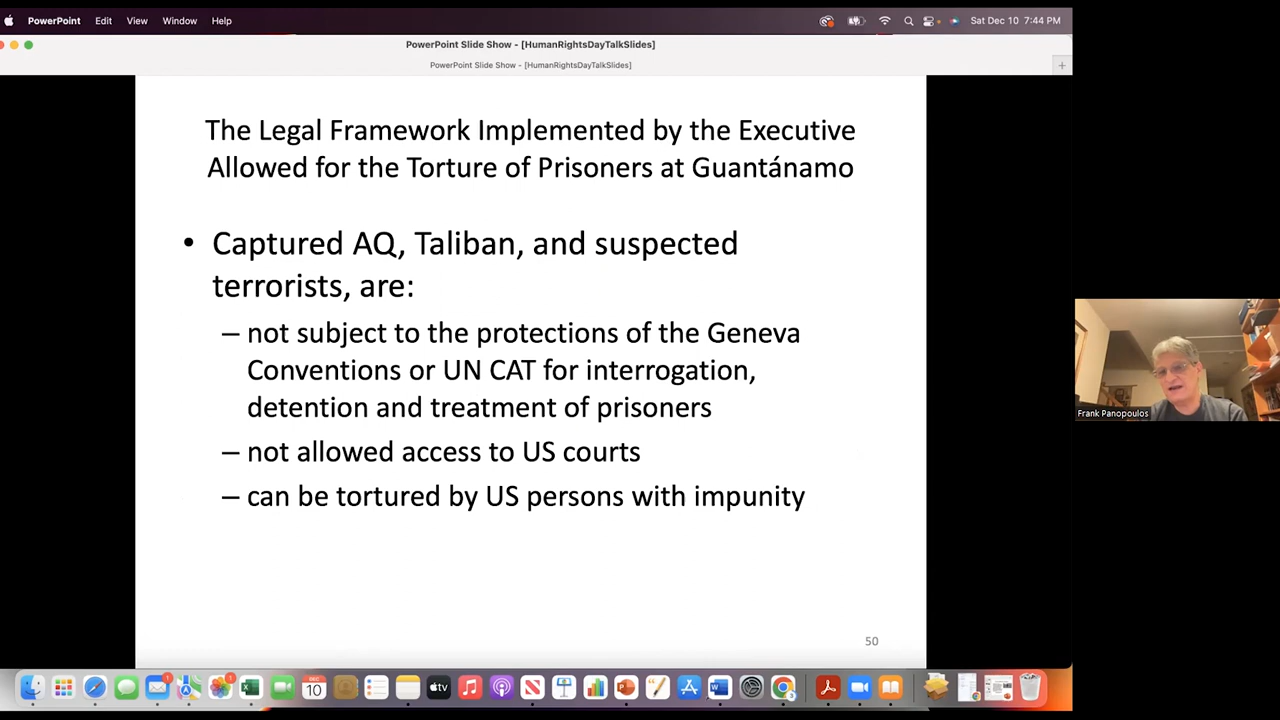 PowerPoint Edit View Window Help Sat Dec 10 7:44 PM
PowerPoint Slide Show - [HumanRightsDayTalkSlides]
PowerPoint Slide Show - [HumanRightsDayTalkSlides]
The Legal Framework Implemented by the Executive
Allowed for the Torture of Prisoners at Guantánamo
• Captured AQ, Taliban, and suspected
terrorists, are:
– not subject to the protections of the Geneva
Conventions or UN CAT for interrogation,
detention and treatment of prisoners
– not allowed access to US courts
– can be tortured by US persons with impunity
Frank Panopoulos
50
DEC
10
tv